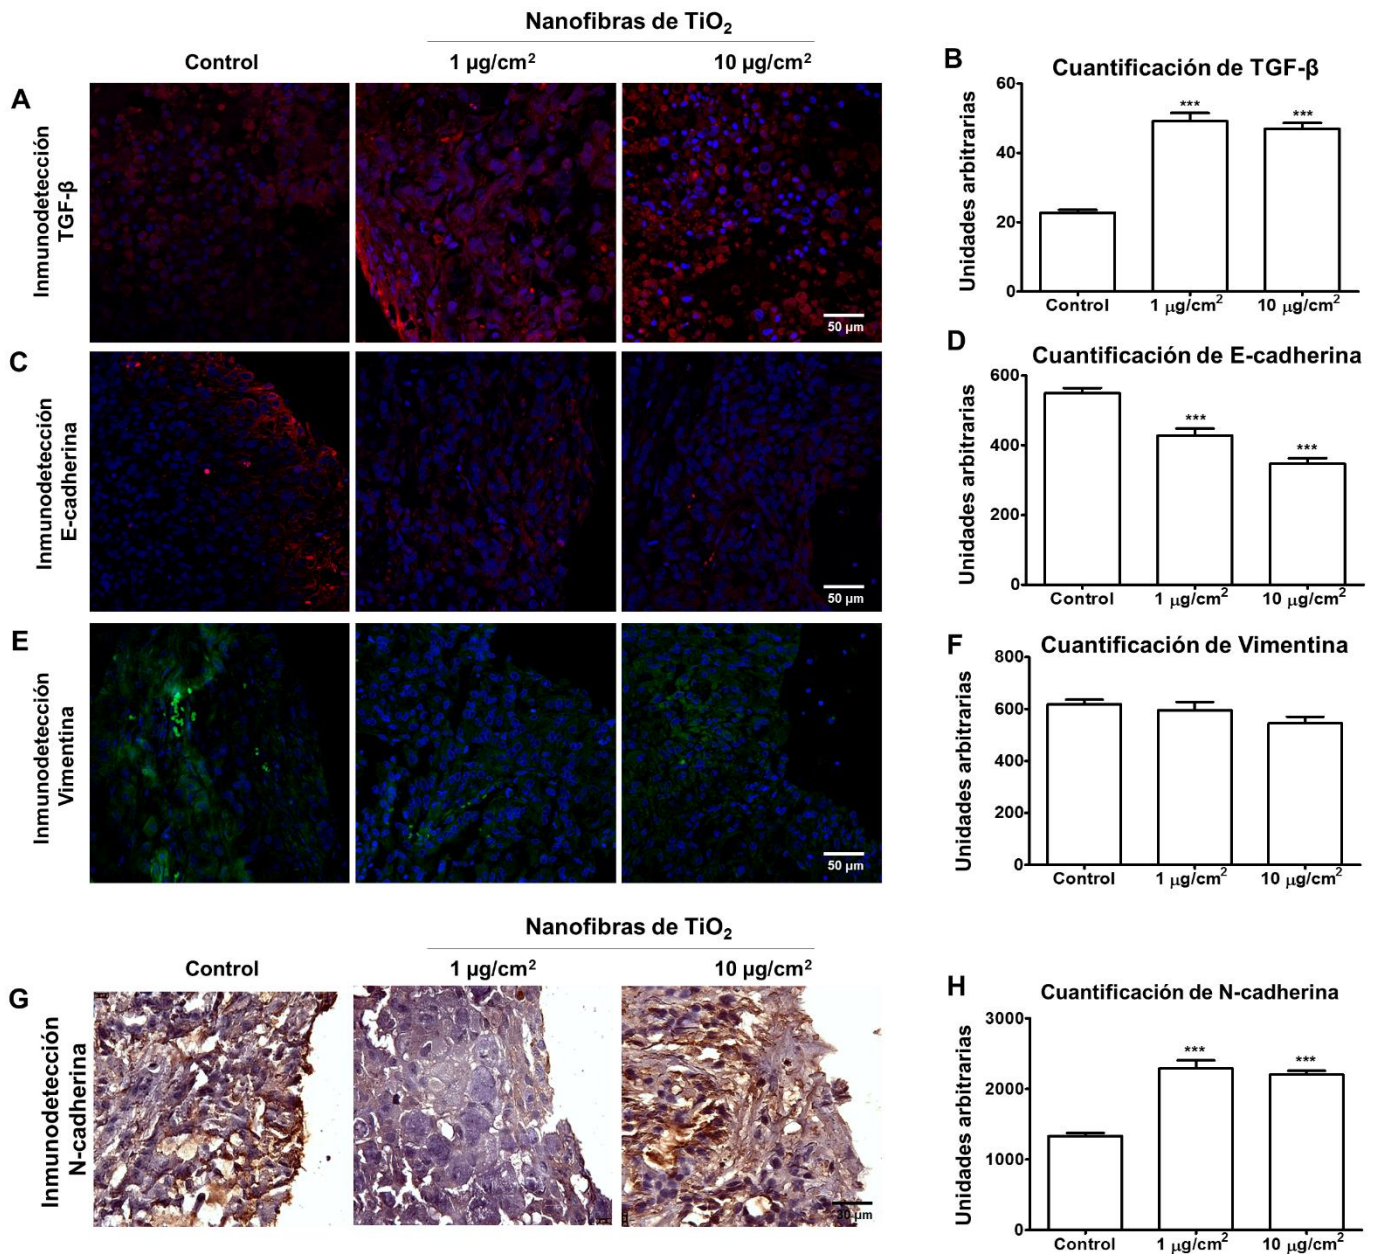 Nanofibras de TiO2
Control
1 µg/cm2
10 µg/cm2
A
Inmunodetección
TGF-β
50 µm
B
Cuantificación de TGF-β
Unidades arbitrarias
60
40
20
0
***
***
Control
1 µg/cm2
10 µg/cm2
C
Inmunodetección
E-cadherina
50 µm
D
Cuantificación de E-cadherina
Unidades arbitrarias
600
400
200
0
***
***
Control
1 µg/cm2
10 µg/cm2
E
Inmunodetección
Vimentina
50 µm
F
Cuantificación de Vimentina
Unidades arbitrarias
800
600
400
200
0
Control
1 µg/cm2
10 µg/cm2
Nanofibras de TiO2
Control
1 µg/cm2
10 µg/cm2
G
Inmunodetección
N-cadherina
30 µm
H
Cuantificación de N-cadherina
Unidades arbitrarias
3000
2000
1000
0
***
***
Control
1 µg/cm2
10 µg/cm2